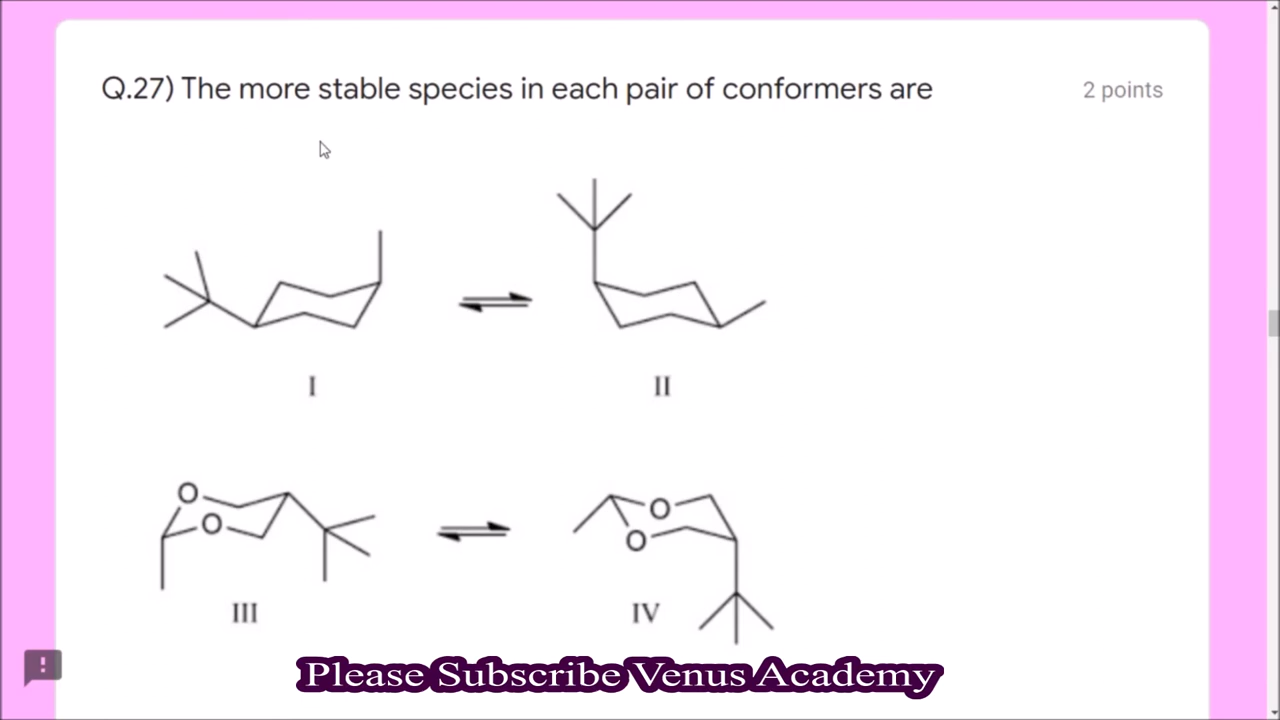 Q.27) The more stable species in each pair of conformers are
2 points
I
II
O
O
O
O
III
IV
!
Please Subscribe Venus Academy